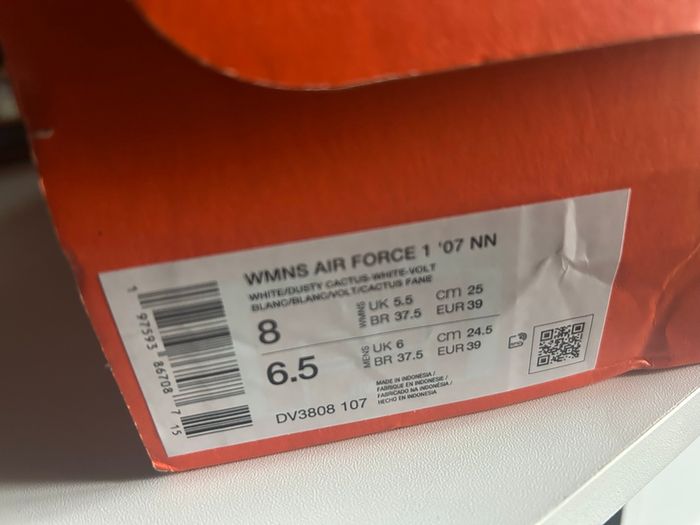 WMNS AIR FORCE 1 '07 NN
WHITE/DUSTY CACTUS-WHITE-VOLT
BLANC/BLANC/VOLT/CACTUS FANE
8 WMNS UK 5.5 cm 25
BR 37.5 EUR 39
6.5 MENS UK 6 cm 24.5
BR 37.5 EUR 39
DV3808 107
MADE IN INDONESIA /
FABRIQUE EN INDONESIE /
FABRICADO NA INDONÉSIA /
HECHO EN INDONESIA
1 97593 86708 7 15